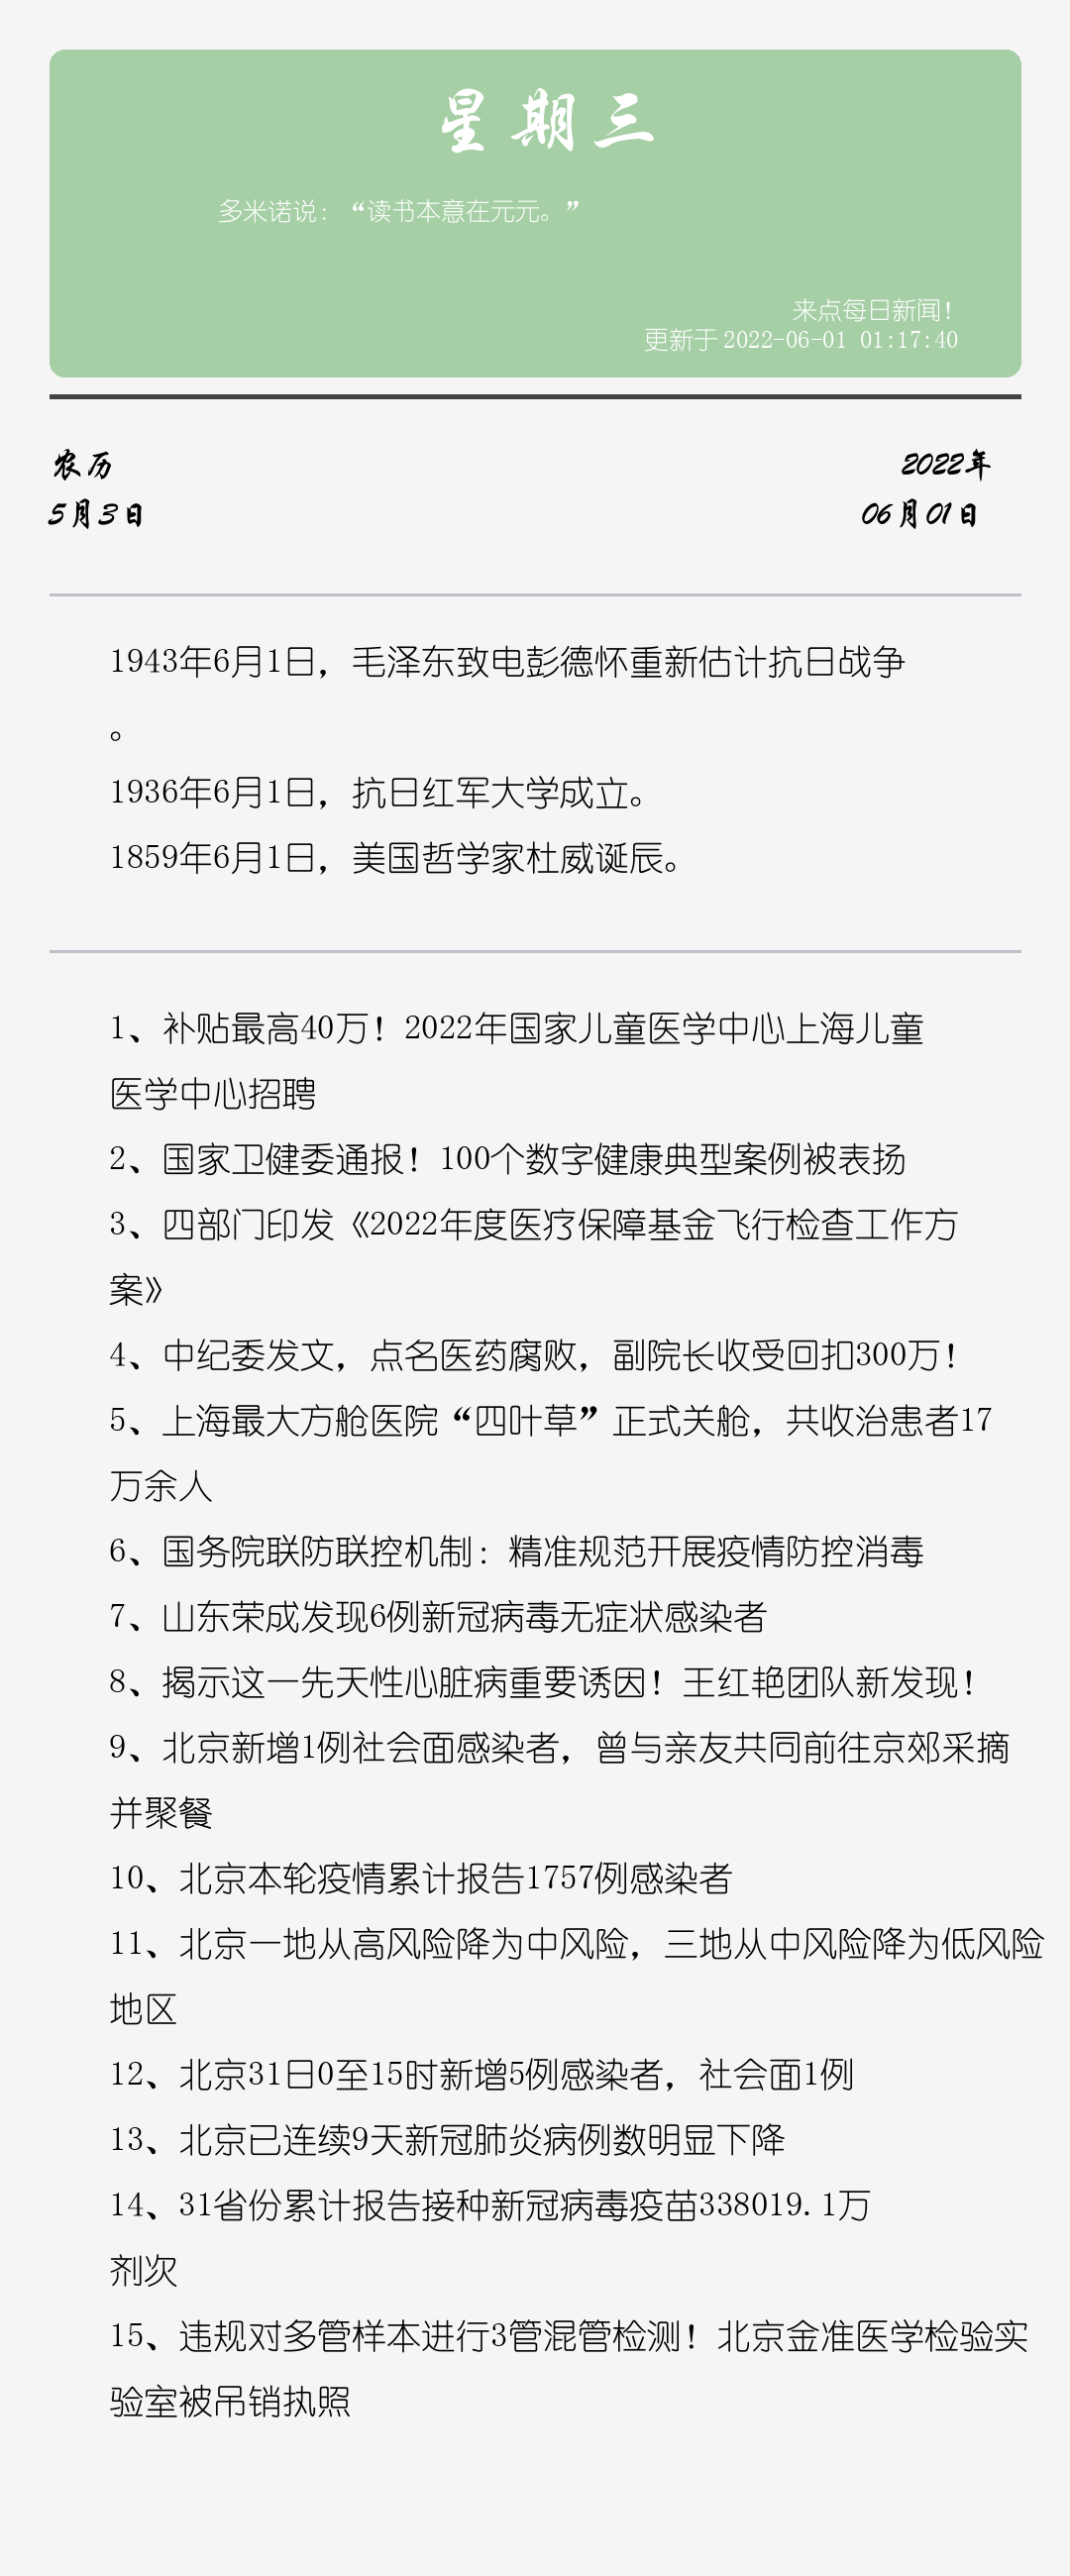 星期三
多米诺说：“读书本意在元元。”
来点每日新闻！
更新于 2022-06-01 01:17:40
农历
2022年
5月3日
06月01日
1943年6月1日，毛泽东致电彭德怀重新估计抗日战争
。
1936年6月1日，抗日红军大学成立。
1859年6月1日，美国哲学家杜威诞辰。
1、补贴最高40万！2022年国家儿童医学中心上海儿童
医学中心招聘
2、国家卫健委通报！100个数字健康典型案例被表扬
3、四部门印发《2022年度医疗保障基金飞行检查工作方
案》
4、中纪委发文，点名医药腐败，副院长收受回扣300万！
5、上海最大方舱医院“四叶草”正式关舱，共收治患者17
万余人
6、国务院联防联控机制：精准规范开展疫情防控消毒
7、山东荣成发现6例新冠病毒无症状感染者
8、揭示这一先天性心脏病重要诱因！王红艳团队新发现！
9、北京新增1例社会面感染者，曾与亲友共同前往京郊采摘
并聚餐
10、北京本轮疫情累计报告1757例感染者
11、北京一地从高风险降为中风险，三地从中风险降为低风险
地区
12、北京31日0至15时新增5例感染者，社会面1例
13、北京已连续9天新冠肺炎病例数明显下降
14、31省份累计报告接种新冠病毒疫苗338019.1万
剂次
15、违规对多管样本进行3管混管检测！北京金准医学检验实
验室被吊销执照